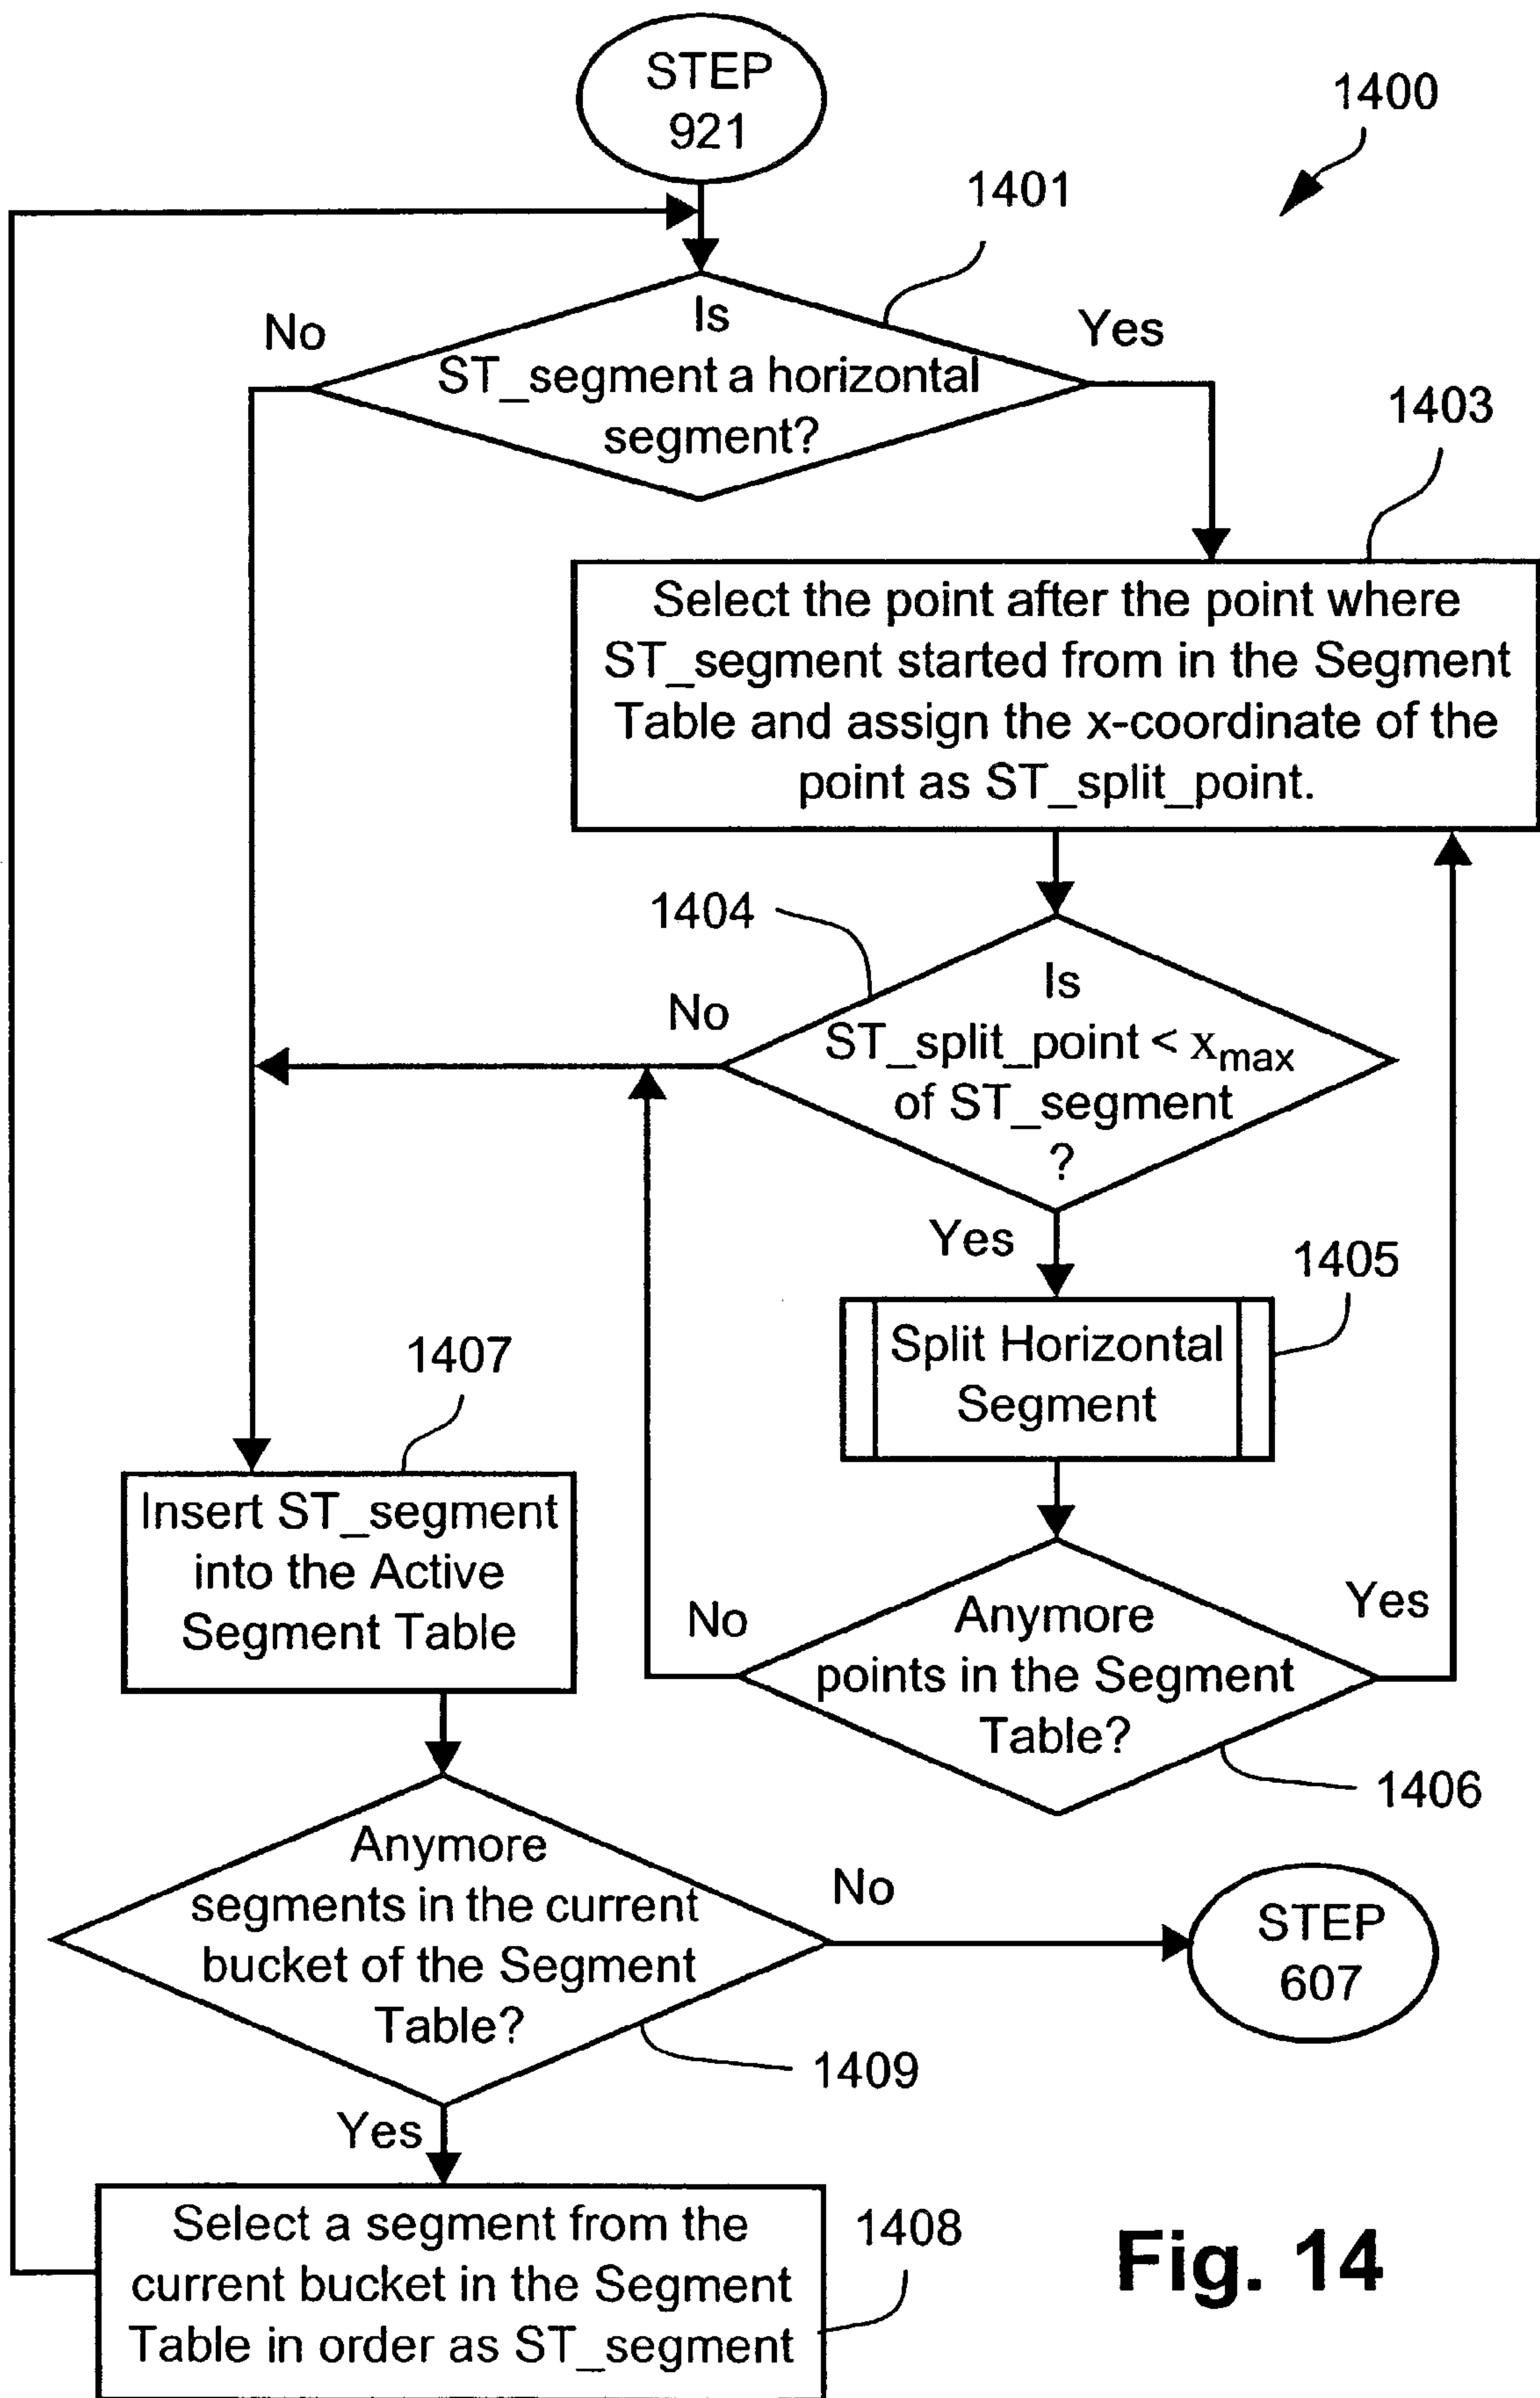 STEP
921
1400
1401
No
Is
ST_segment a horizontal
segment?
Yes
1403
Select the point after the point where
ST_segment started from in the Segment
Table and assign the x-coordinate of the
point as ST_split_point.
1404
No
Is
ST_split_point < xmax
of ST_segment
?
Yes
1405
Split Horizontal
Segment
1407
Insert ST_segment
into the Active
Segment Table
No
Anymore
points in the Segment
Table?
Yes
1406
Anymore
segments in the current
bucket of the Segment
Table?
No
STEP
607
1409
Yes
Select a segment from the
current bucket in the Segment
Table in order as ST_segment
1408
Fig. 14